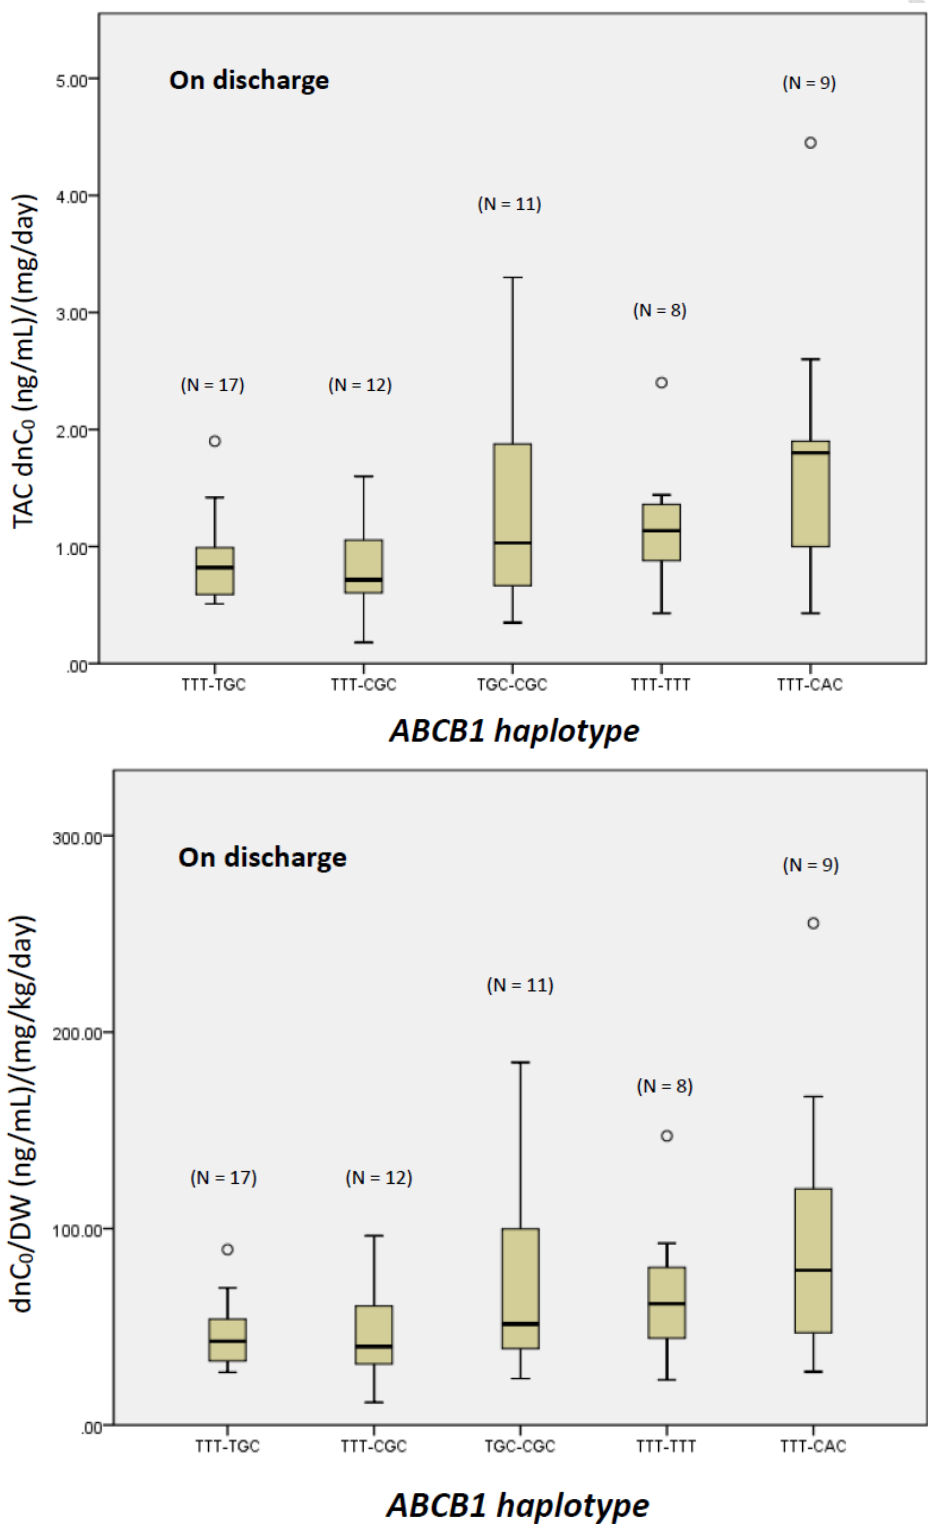 On discharge
5.00
(N = 9)
4.00
(N = 11)
3.00
(N = 8)
(N = 17)
(N = 12)
2.00
1.00
.00
TAC dnC₀ (ng/mL)/(mg/day)
TTT-TGC TTT-CGC TGC-CGC TTT-TTT TTT-CAC
ABCB1 haplotype
300.00
On discharge
(N = 9)
200.00
(N = 11)
(N = 8)
(N = 17)
(N = 12)
100.00
.00
dnC₀/DW (ng/mL)/(mg/kg/day)
TTT-TGC TTT-CGC TGC-CGC TTT-TTT TTT-CAC
ABCB1 haplotype